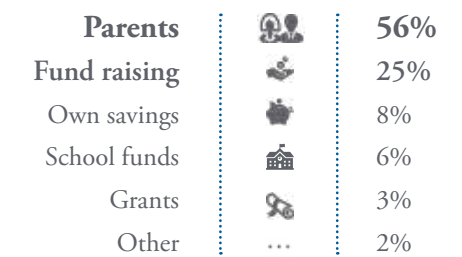 Parents 56%
Fund raising 25%
Own savings 8%
School funds 6%
Grants 3%
Other ... 2%